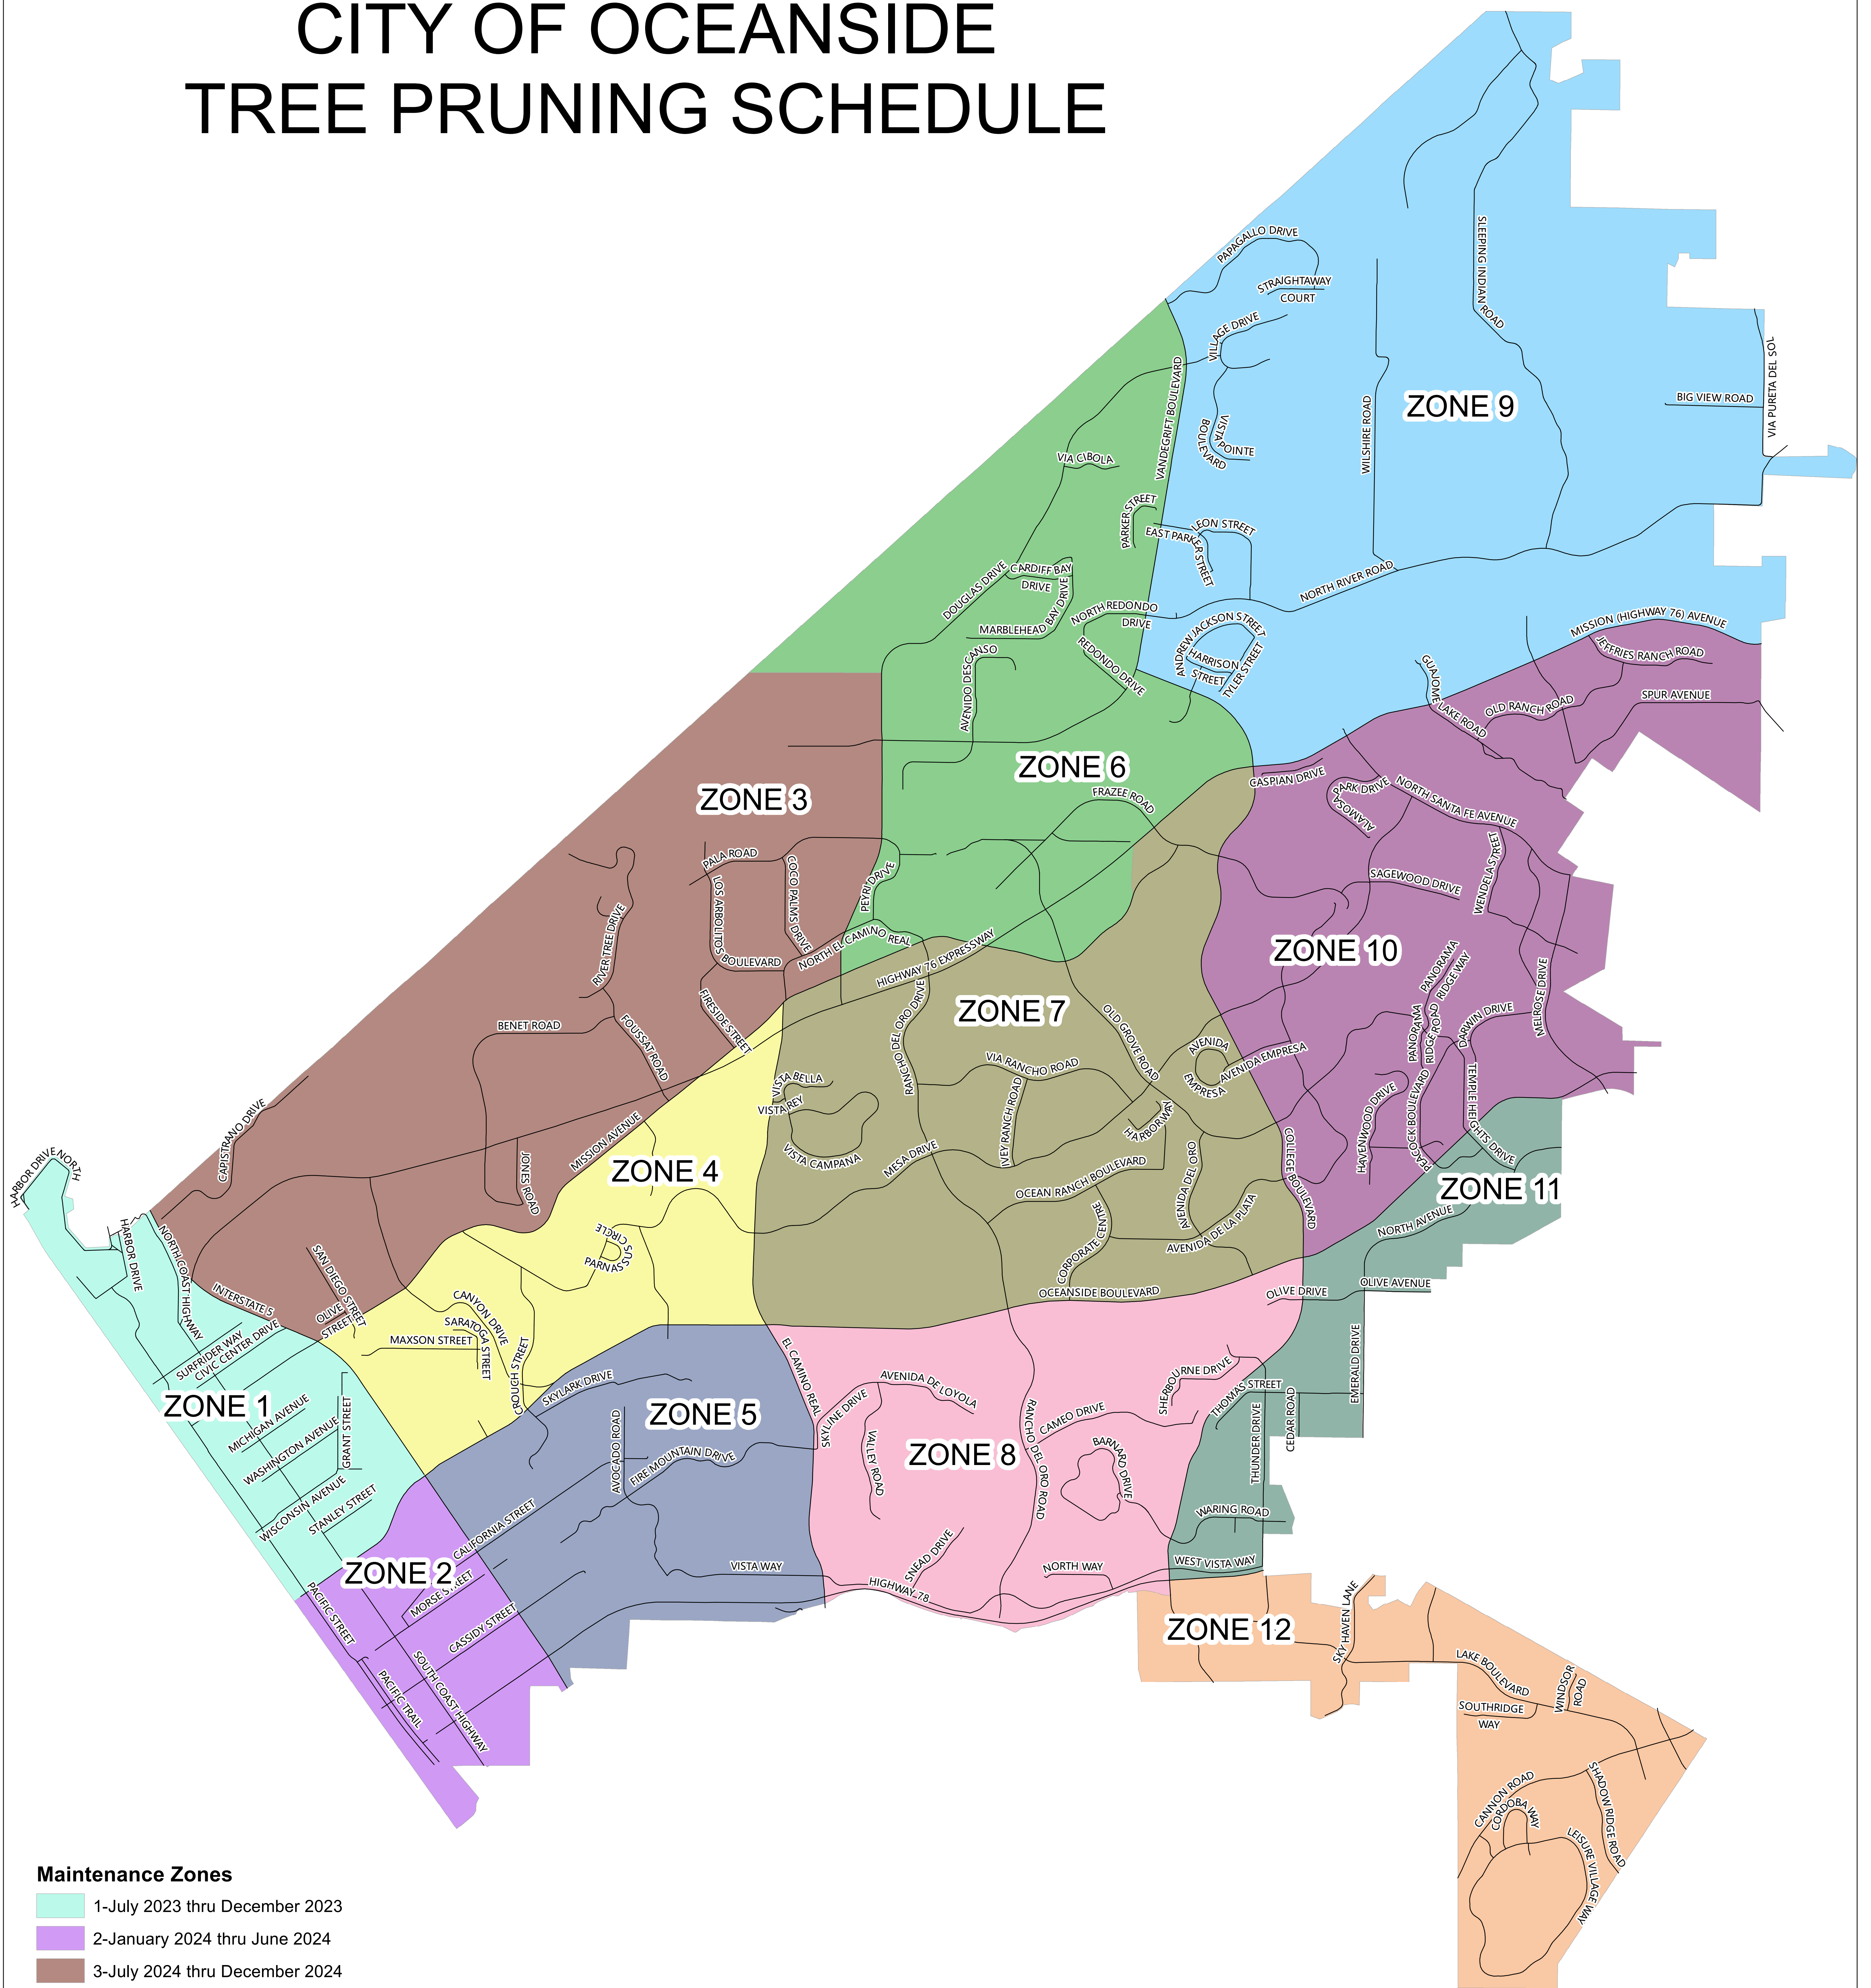 CITY OF OCEANSIDE
TREE PRUNING SCHEDULE
PAPAGALLO DRIVE
STRAIGHTAWAY
COURT
VILLAGE DRIVE
SLEEPING INDIAN ROAD
VANDEGRIFT BOULEVARD
VISTA POINTE
BOULEVARD
WILSHIRE ROAD
ZONE 9
BIG VIEW ROAD
VIA PURETA DEL SOL
VIA CIBOLA
PARKER STREET
LEON STREET
EAST PARKER STREET
DOUGLAS DRIVE
CARDIFF BAY
DRIVE
MARBLEHEAD BAY DRIVE
NORTH REDONDO
DRIVE
NORTH RIVER ROAD
REDONDO DRIVE
ANDREW JACKSON STREET
HARRISON
STREET
TYLER STREET
MISSION (HIGHWAY 76) AVENUE
JEFFRIES RANCH ROAD
GUAJOME LAKE ROAD
OLD RANCH ROAD
SPUR AVENUE
AVENIDO DESCANSO
ZONE 6
ZONE 3
FRAZEE ROAD
CASPIAN DRIVE
PARK DRIVE
ALAMOSA
NORTH SANTA FE AVENUE
WENDELA STREET
SAGEWOOD DRIVE
PALA ROAD
COCO PALMS DRIVE
LOS ARBOLITOS
BOULEVARD
PEYRI DRIVE
NORTH EL CAMINO REAL
HIGHWAY 76 EXPRESSWAY
RIVER TREE DRIVE
FIRESIDE STREET
BENET ROAD
FOUSSAT ROAD
ZONE 10
PANORAMA
RIDGE WAY
PANORAMA
RIDGE ROAD
DARWIN DRIVE
MELROSE DRIVE
ZONE 7
RANCHO DEL ORO DRIVE
OLD GROVE ROAD
VIA RANCHO ROAD
AVENIDA
EMPRESA
AVENIDA EMPRESA
IVEY RANCH ROAD
HARBOR WAY
VISTA BELLA
VISTA REY
VISTA CAMPANA
MESA DRIVE
HAVENWOOD DRIVE
PEACOCK BOULEVARD
TEMPLE HEIGHTS DRIVE
CAPISTRANO DRIVE
JONES ROAD
MISSION AVENUE
ZONE 4
OCEAN RANCH BOULEVARD
AVENIDA DEL ORO
COLLEGE BOULEVARD
AVENIDA DE LA PLATA
CORPORATE CENTRE
ZONE 11
NORTH AVENUE
HARBOR DRIVE NORTH
HARBOR DRIVE
NORTH COAST HIGHWAY
SAN DIEGO STREET
INTERSTATE 5
OLIVE
STREET
PARNASSUS
CIRCLE
CANYON DRIVE
SARATOGA STREET
MAXSON STREET
CROUCH STREET
OCEANSIDE BOULEVARD
OLIVE DRIVE
OLIVE AVENUE
EMERALD DRIVE
SURFRIDER WAY
CIVIC CENTER DRIVE
ZONE 1
MICHIGAN AVENUE
WASHINGTON AVENUE
GRANT STREET
WISCONSIN AVENUE
STANLEY STREET
SKYLARK DRIVE
ZONE 5
AVOCADO ROAD
FIRE MOUNTAIN DRIVE
EL CAMINO REAL
SKYLINE DRIVE
AVENIDA DE LOYOLA
VALLEY ROAD
ZONE 8
RANCHO DEL ORO ROAD
CAMEO DRIVE
BARNARD DRIVE
SHERBOURNE DRIVE
THOMAS STREET
THUNDER DRIVE
CEDAR ROAD
WARING ROAD
WEST VISTA WAY
CALIFORNIA STREET
ZONE 2
MORSE STREET
CASSIDY STREET
PACIFIC STREET
PACIFIC TRAIL
SOUTH COAST HIGHWAY
VISTA WAY
SNEAD DRIVE
HIGHWAY 78
NORTH WAY
ZONE 12
SKY HAVEN LANE
LAKE BOULEVARD
WINDSOR
ROAD
SOUTHRIDGE
WAY
CANNON ROAD
CORDOBA WAY
SHADOW RIDGE ROAD
LEISURE VILLAGE WAY
Maintenance Zones
1-July 2023 thru December 2023
2-January 2024 thru June 2024
3-July 2024 thru December 2024